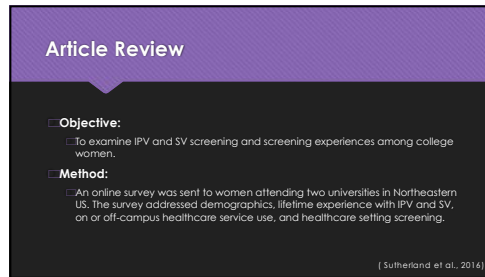 Article Review
Objective:
To examine IPV and SV screening and screening experiences among college
women.
Method:
An online survey was sent to women attending two universities in Northeastern
US. The survey addressed demographics, lifetime experience with IPV and SV,
on or off-campus healthcare service use, and healthcare setting screening.
( Sutherland et al., 2016)